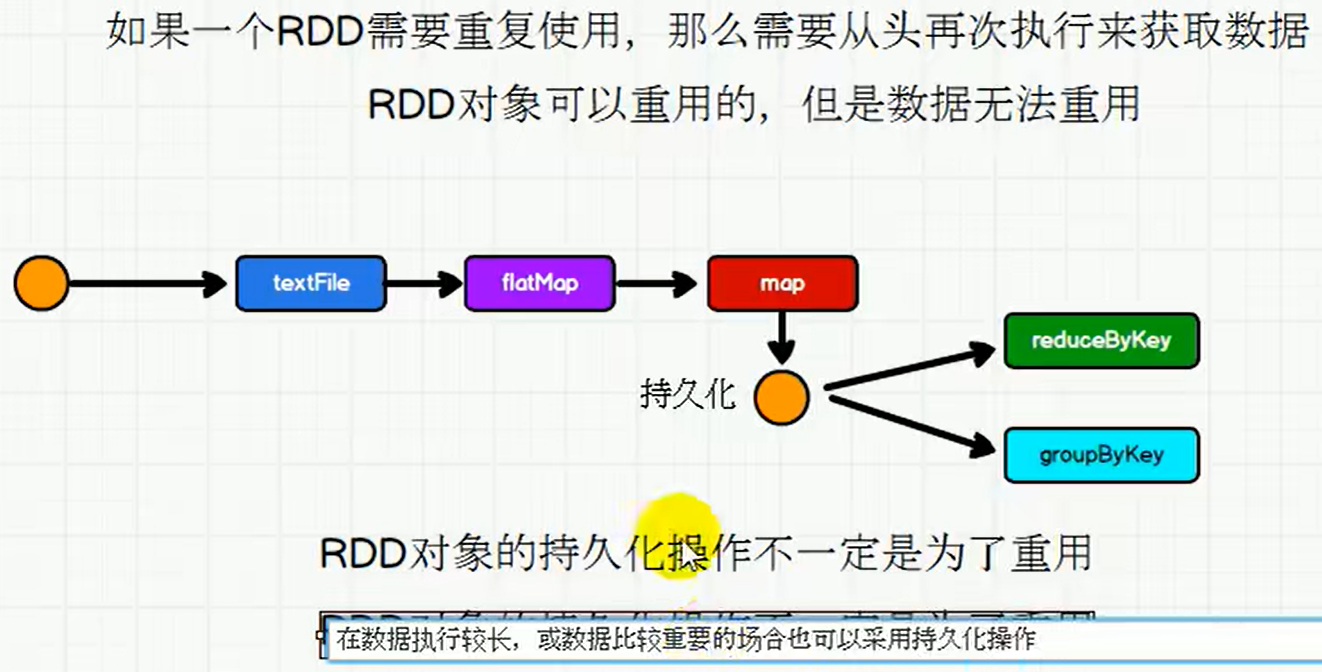 如果一个RDD需要重复使用，那么需要从头再次执行来获取数据
RDD对象可以重用的，但是数据无法重用
textFile
flatMap
map
reduceByKey
持久化
groupByKey
RDD对象的持久化操作不一定是为了重用
在数据执行较长，或数据比较重要的场合也可以采用持久化操作